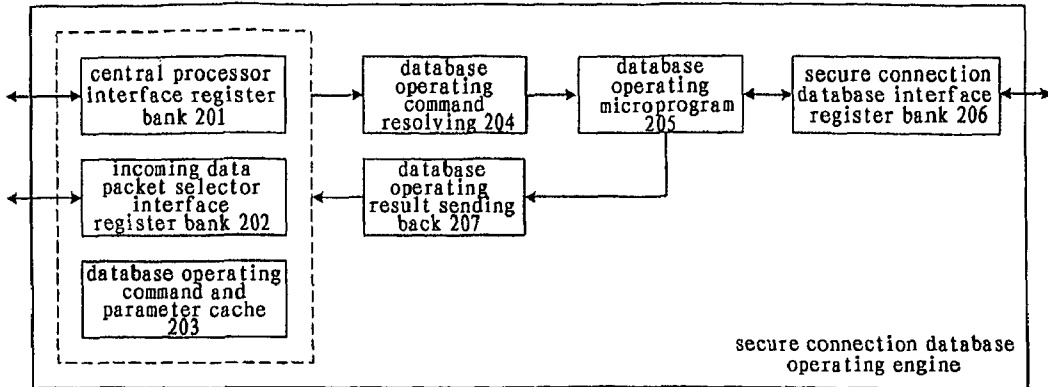 central processor
interface register
bank 201
database
operating
command
resolving 204
database
operating
microprogram
205
secure connection
database interface
register bank 206
incoming data
packet selector
interface
register bank 202
database
operating
result sending
back 207
database operating
command and
parameter cache
203
secure connection database
operating engine